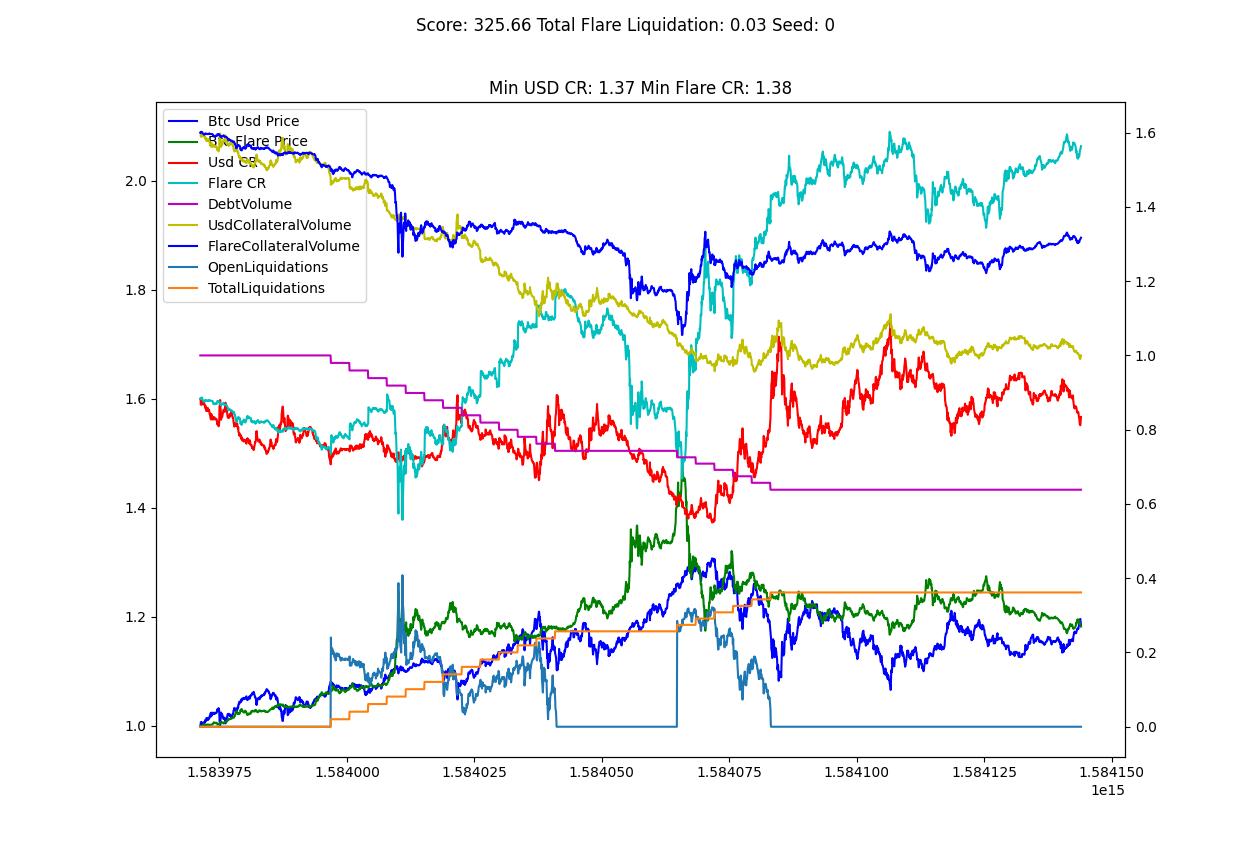 Score: 325.66 Total Flare Liquidation: 0.03 Seed: 0
Min USD CR: 1.37 Min Flare CR: 1.38
Btc Usd Price
Btc Flare Price
Usd CR
Flare CR
DebtVolume
UsdCollateralVolume
FlareCollateralVolume
OpenLiquidations
TotalLiquidations
2.0
1.8
1.6
1.4
1.2
1.0
1.6
1.4
1.2
1.0
0.8
0.6
0.4
0.2
0.0
1.583975 1.584000 1.584025 1.584050 1.584075 1.584100 1.584125 1.584150
1e15